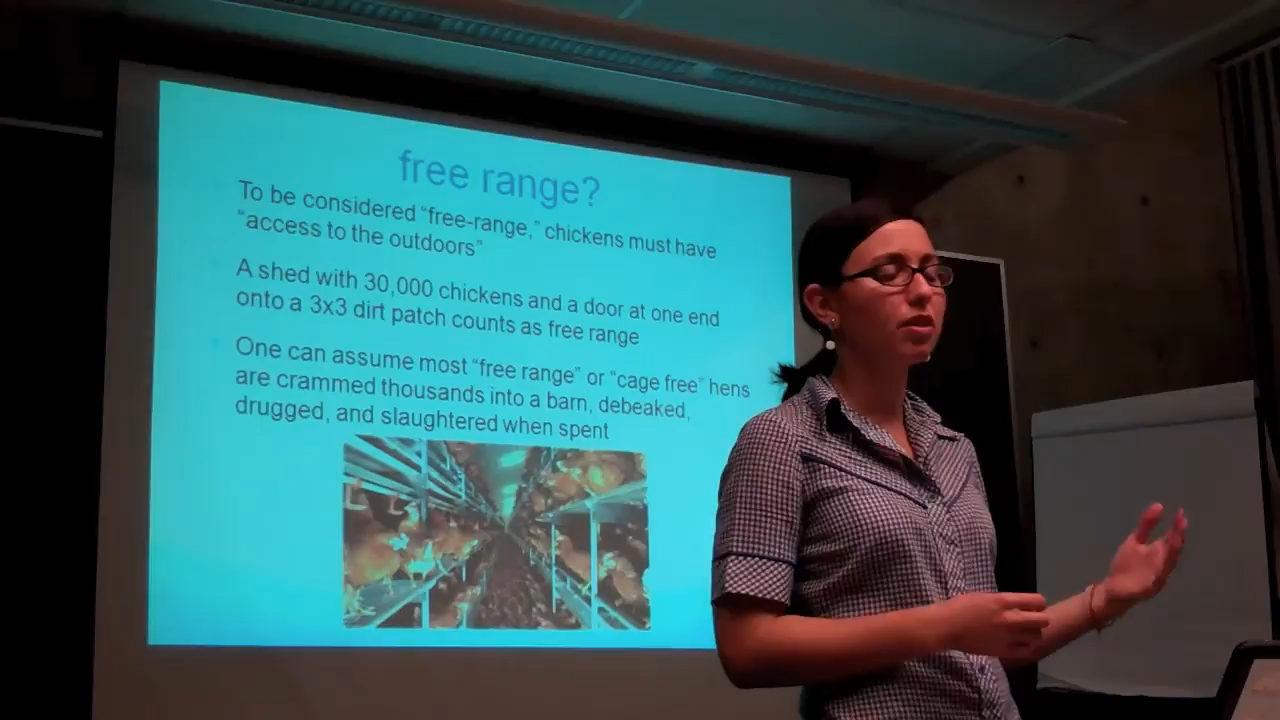 free range?
To be considered “free-range,” chickens must have
“access to the outdoors”
A shed with 30,000 chickens and a door at one end
onto a 3x3 dirt patch counts as free range
One can assume most “free range” or “cage free” hens
are crammed thousands into a barn, debeaked,
drugged, and slaughtered when spent